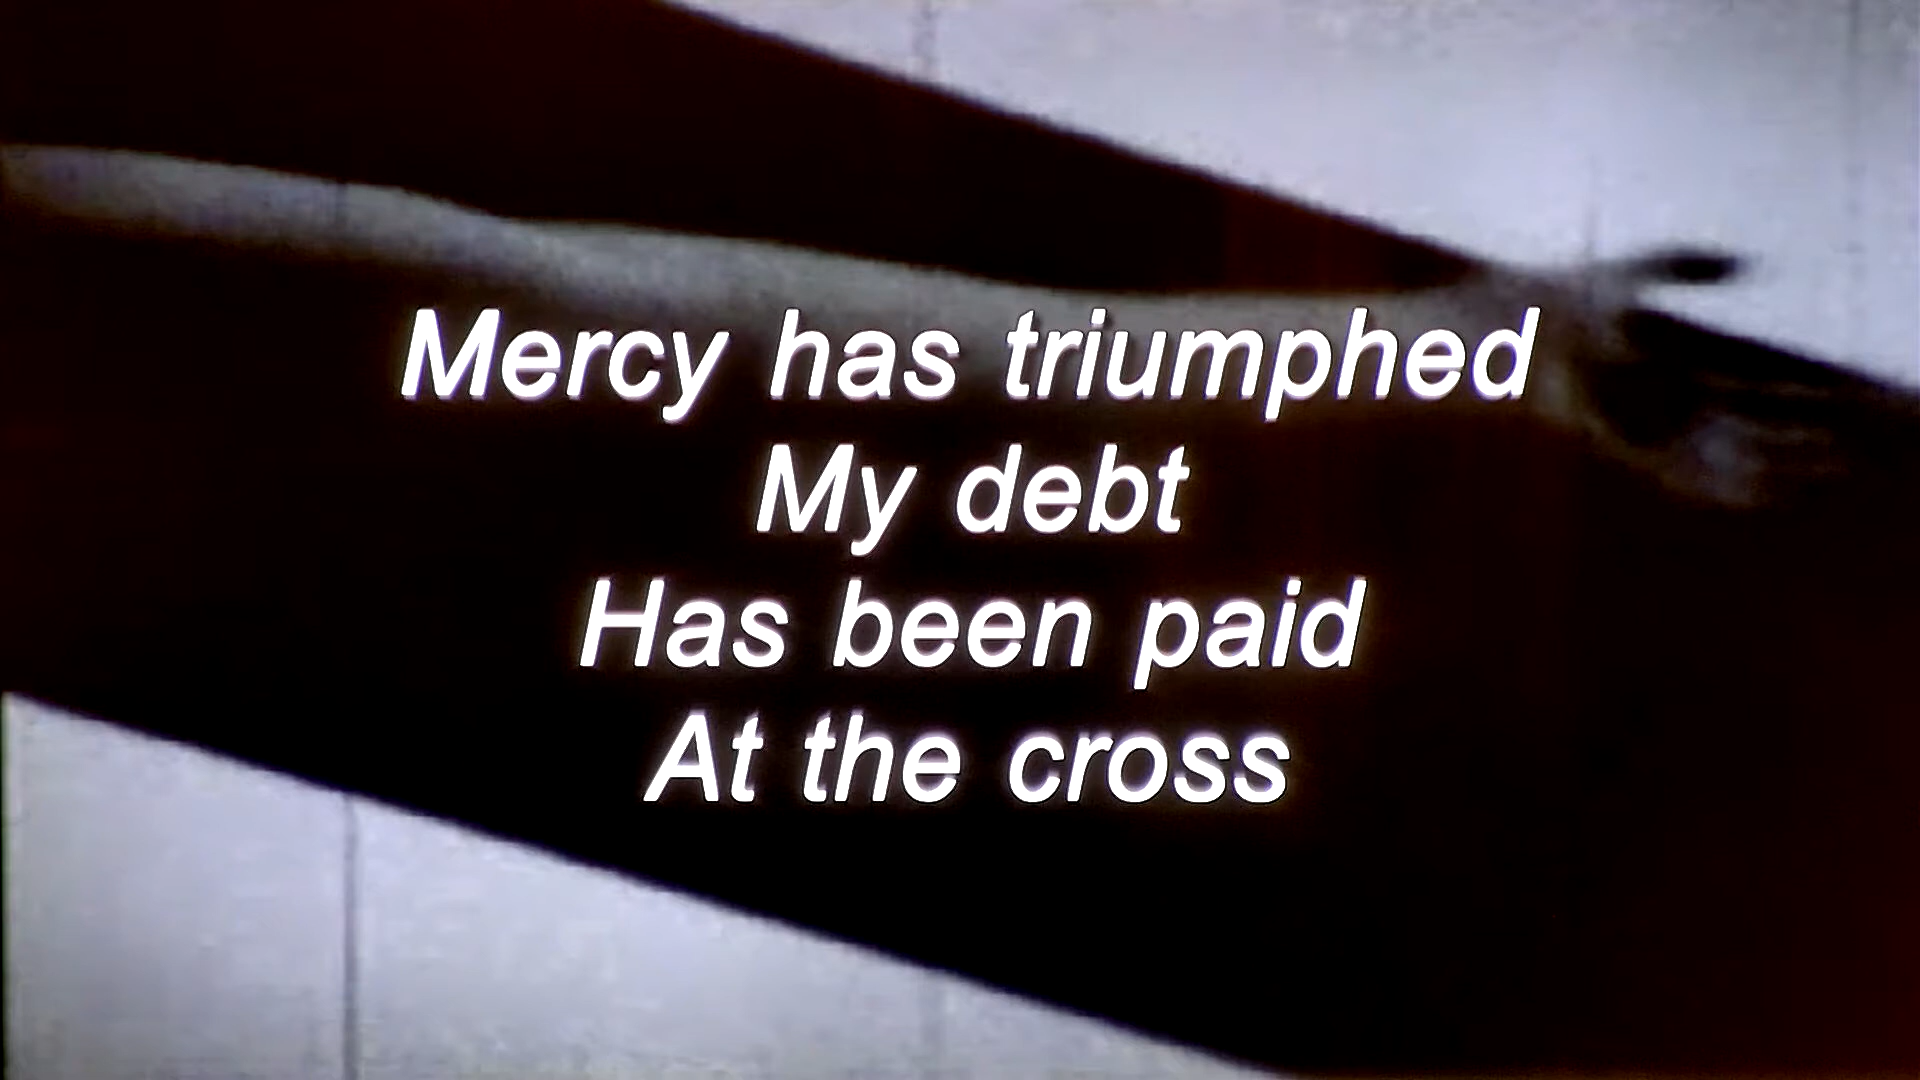 Mercy has triumphed
My debt
Has been paid
At the cross